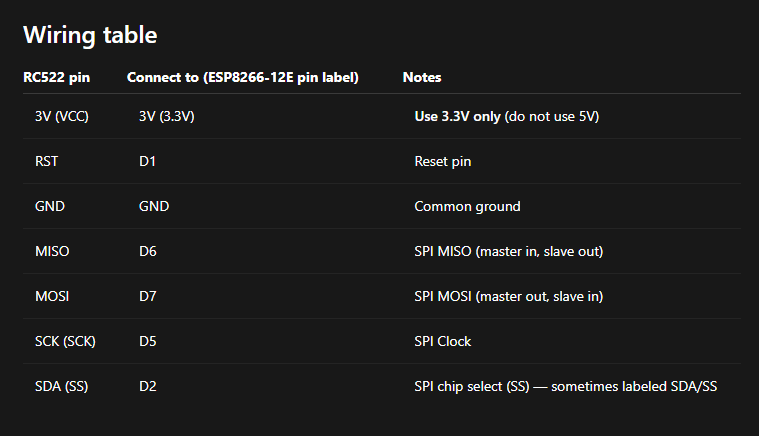 Wiring table
RC522 pin Connect to (ESP8266-12E pin label) Notes
3V (VCC) 3V (3.3V) Use 3.3V only (do not use 5V)
RST D1 Reset pin
GND GND Common ground
MISO D6 SPI MISO (master in, slave out)
MOSI D7 SPI MOSI (master out, slave in)
SCK (SCK) D5 SPI Clock
SDA (SS) D2 SPI chip select (SS) — sometimes labeled SDA/SS